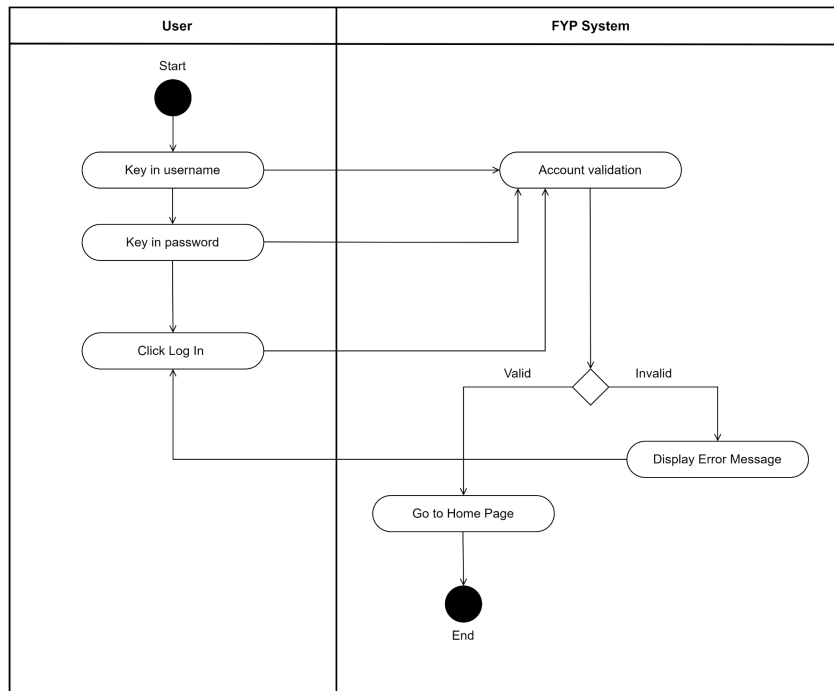 User
FYP System
Start
Key in username
Account validation
Key in password
Click Log In
Valid
Invalid
Display Error Message
Go to Home Page
End